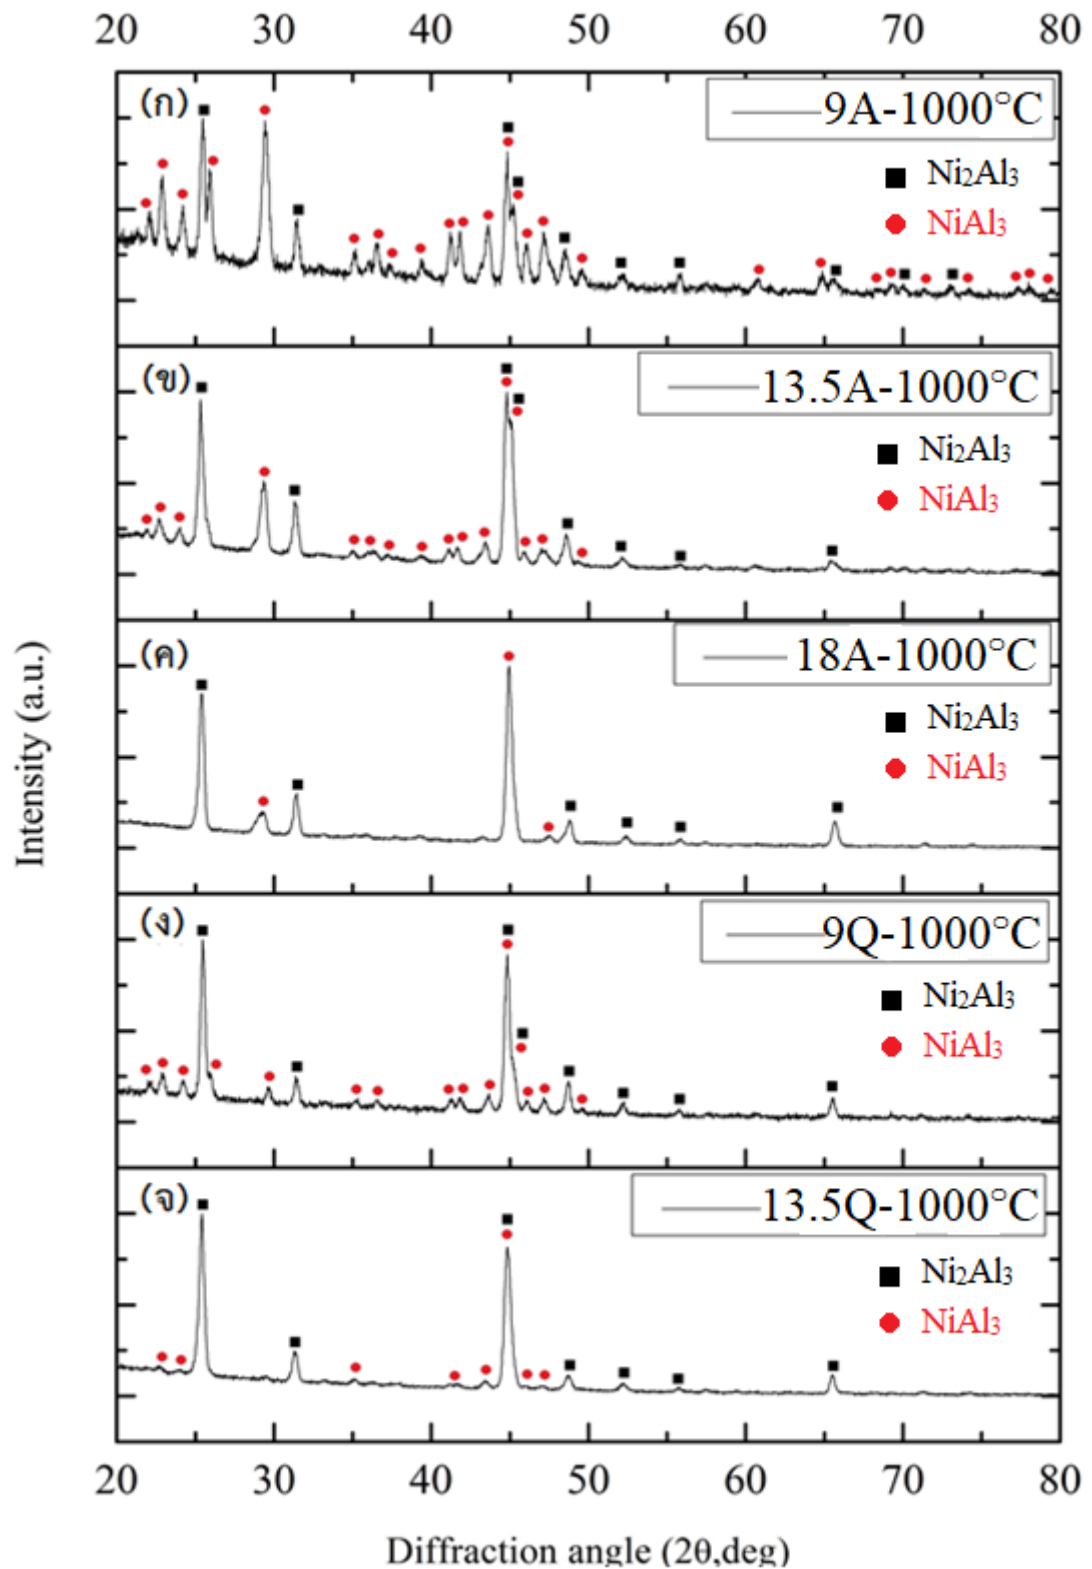 20 30 40 50 60 70 80
(ก)
9A-1000°C
Ni₂Al₃
NiAl₃
(ข)
13.5A-1000°C
Ni₂Al₃
NiAl₃
(ค)
18A-1000°C
Ni₂Al₃
NiAl₃
(ง)
9Q-1000°C
Ni₂Al₃
NiAl₃
(จ)
13.5Q-1000°C
Ni₂Al₃
NiAl₃
Intensity (a.u.)
20 30 40 50 60 70 80
Diffraction angle (2θ,deg)